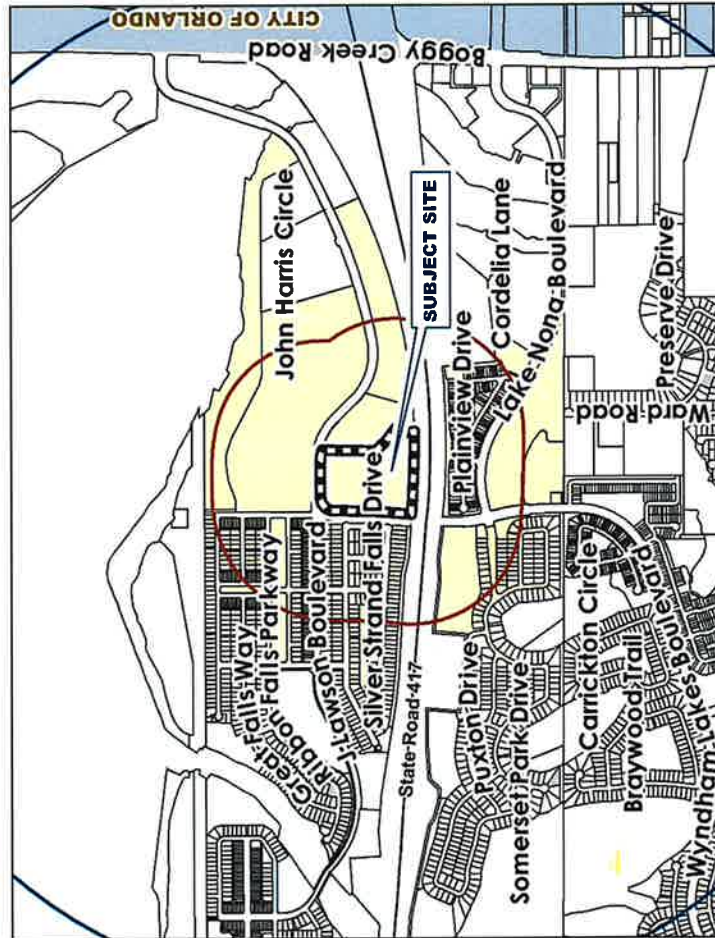 CITY OF ORLANDO
Boggy Creek Road
John Harris Circle
SUBJECT SITE
Cordelia Lane
Lake Nona Boulevard
Plainview Drive
Preserve Drive
Ward Road
Great Falls Way
Ribbon Falls Parkway
J Lawson Boulevard
Silver Strand Falls Drive
State Road 417
Puxton Drive
Somerset Park Drive
Carrickton Circle
Braywood Trail
Wyndham Lakes Boulevard